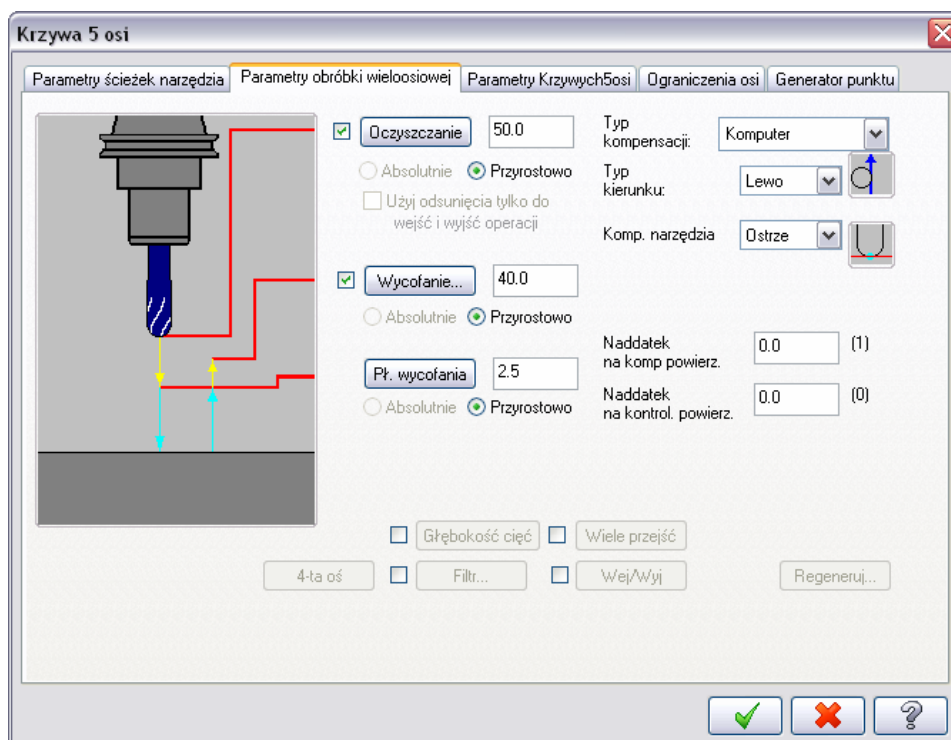 Krzywa 5 osi
Parametry ścieżek narzędzia
Parametry obróbki wieloosiowej
Parametry Krzywych5osi
Ograniczenia osi
Generator punktu
Oczyszczanie
50.0
Absolutnie
Przyrostowo
Użyj odsunięcia tylko do
wejść i wyjść operacji
Wycofanie...
40.0
Absolutnie
Przyrostowo
Pł. wycofania
2.5
Absolutnie
Przyrostowo
Typ
kompensacji:
Komputer
Typ
kierunku:
Lewo
Komp. narzędzia
Ostrze
Naddatek
na komp powierz.
0.0
(1)
Naddatek
na kontrol. powierz.
0.0
(0)
Głębokość cięć
Wiele przejść
4-ta oś
Filtr...
Wej/Wyj
Regeneruj...